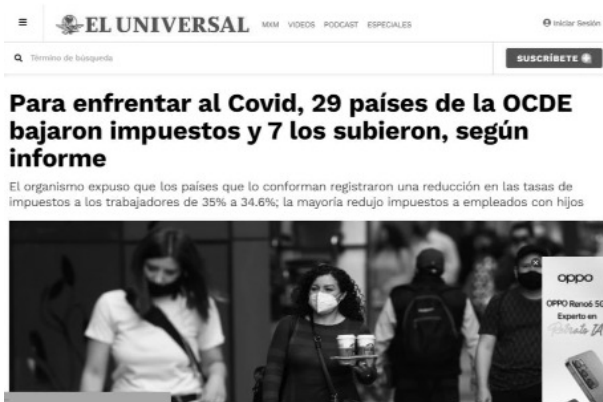 EL UNIVERSAL MXM VIDEOS PODCAST ESPECIALES Iniciar Sesión
Término de búsqueda SUSCRÍBETE
Para enfrentar al Covid, 29 países de la OCDE
bajaron impuestos y 7 los subieron, según
informe
El organismo expuso que los países que lo conforman registraron una reducción en las tasas de
impuestos a los trabajadores de 35% a 34.6%; la mayoría redujo impuestos a empleados con hijos
oppo
OPPO Reno6 5G
Experto en
Retrato IA